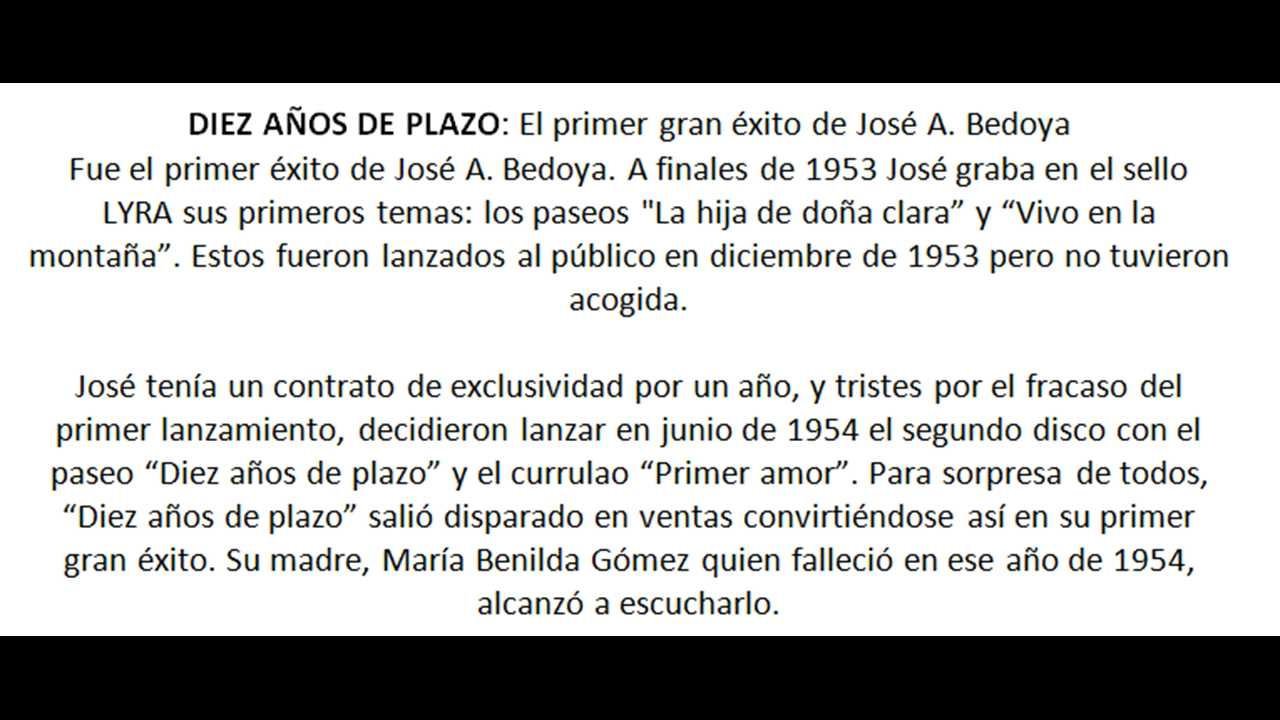 DIEZ AÑOS DE PLAZO: El primer gran éxito de José A. Bedoya
Fue el primer éxito de José A. Bedoya. A finales de 1953 José graba en el sello
LYRA sus primeros temas: los paseos "La hija de doña clara” y “Vivo en la
montaña”. Estos fueron lanzados al público en diciembre de 1953 pero no tuvieron
acogida.
José tenía un contrato de exclusividad por un año, y tristes por el fracaso del
primer lanzamiento, decidieron lanzar en junio de 1954 el segundo disco con el
paseo “Diez años de plazo” y el currulao “Primer amor”. Para sorpresa de todos,
“Diez años de plazo” salió disparado en ventas convirtiéndose así en su primer
gran éxito. Su madre, María Benilda Gómez quien falleció en ese año de 1954,
alcanzó a escucharlo.